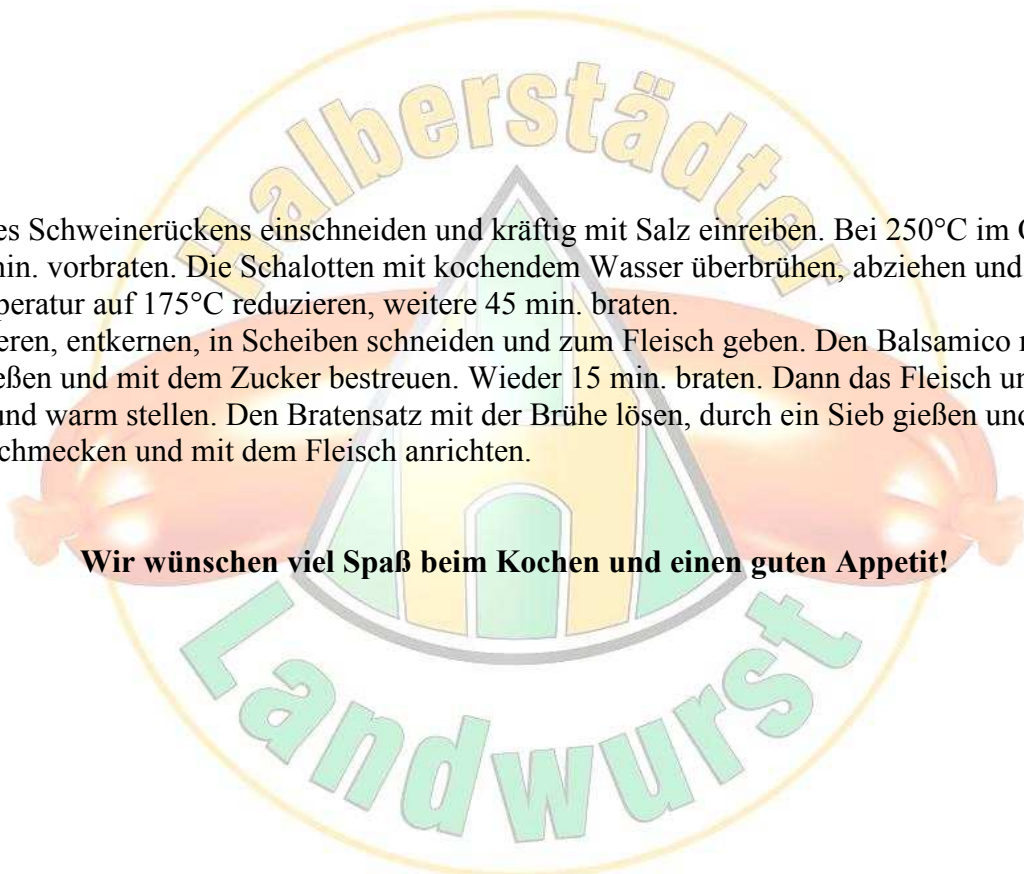 Halberstädter
es Schweinerückens einschneiden und kräftig mit Salz einreiben. Bei 250°C im
in. vorbraten. Die Schalotten mit kochendem Wasser überbrühen, abziehen und
peratur auf 175°C reduzieren, weitere 45 min. braten.
eren, entkernen, in Scheiben schneiden und zum Fleisch geben. Den Balsamico
eßen und mit dem Zucker bestreuen. Wieder 15 min. braten. Dann das Fleisch
und warm stellen. Den Bratensatz mit der Brühe lösen, durch ein Sieb gießen und
chmecken und mit dem Fleisch anrichten.
Wir wünschen viel Spaß beim Kochen und einen guten Appetit!
Landwurst